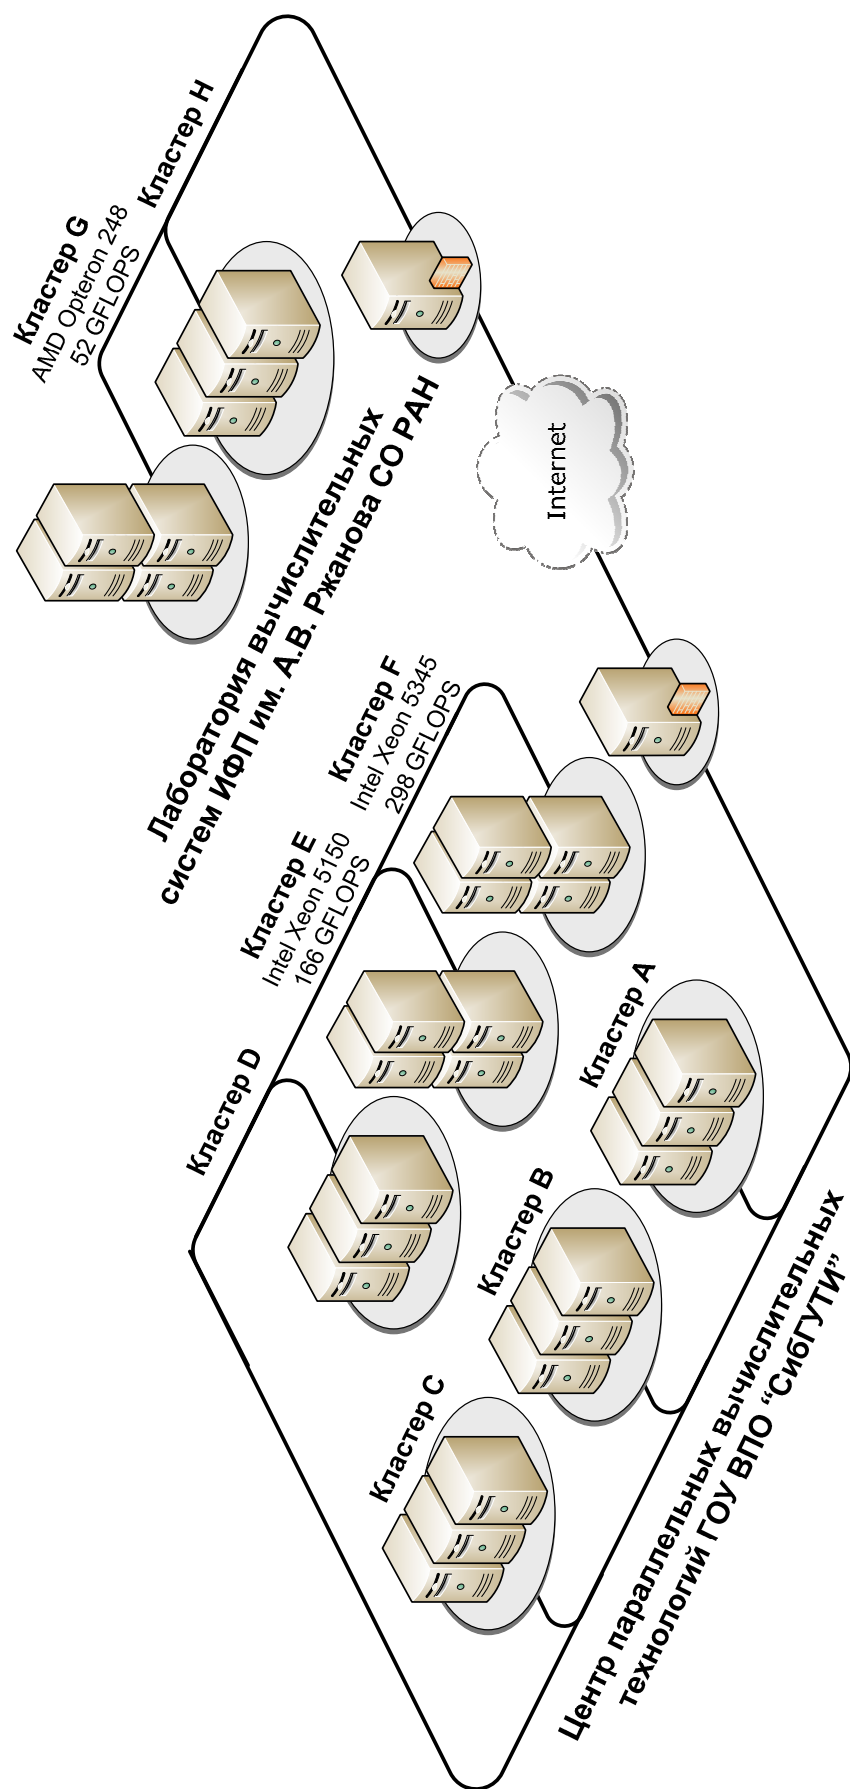 Кластер H
Кластер G
AMD Opteron 248
52 GFLOPS
Лаборатория вычислительных
систем ИФП им. А.В. Ржанова СО РАН
Internet
Кластер F
Intel Xeon 5345
298 GFLOPS
Кластер E
Intel Xeon 5150
166 GFLOPS
Кластер D
Кластер A
Кластер B
Кластер C
Центр параллельных вычислительных
технологий ГОУ ВПО “СибГУТИ”